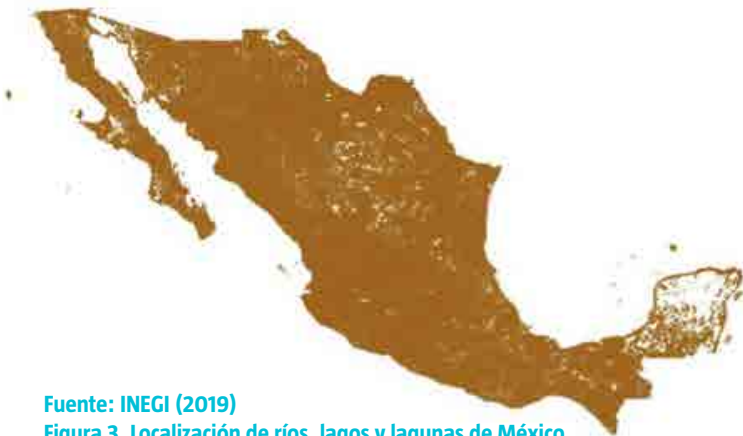 Fuente: INEGI (2019)
Figura 3. Localización de ríos, lagos y lagunas de México